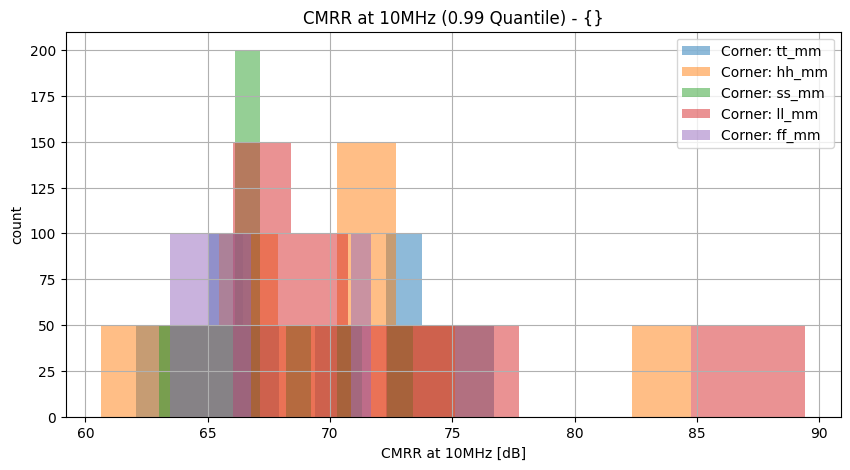 CMRR at 10MHz (0.99 Quantile) - {}
Corner: tt_mm
Corner: hh_mm
Corner: ss_mm
Corner: ll_mm
Corner: ff_mm
200
175
150
125
100
75
50
25
0
count
60
65
70
75
80
85
90
CMRR at 10MHz [dB]